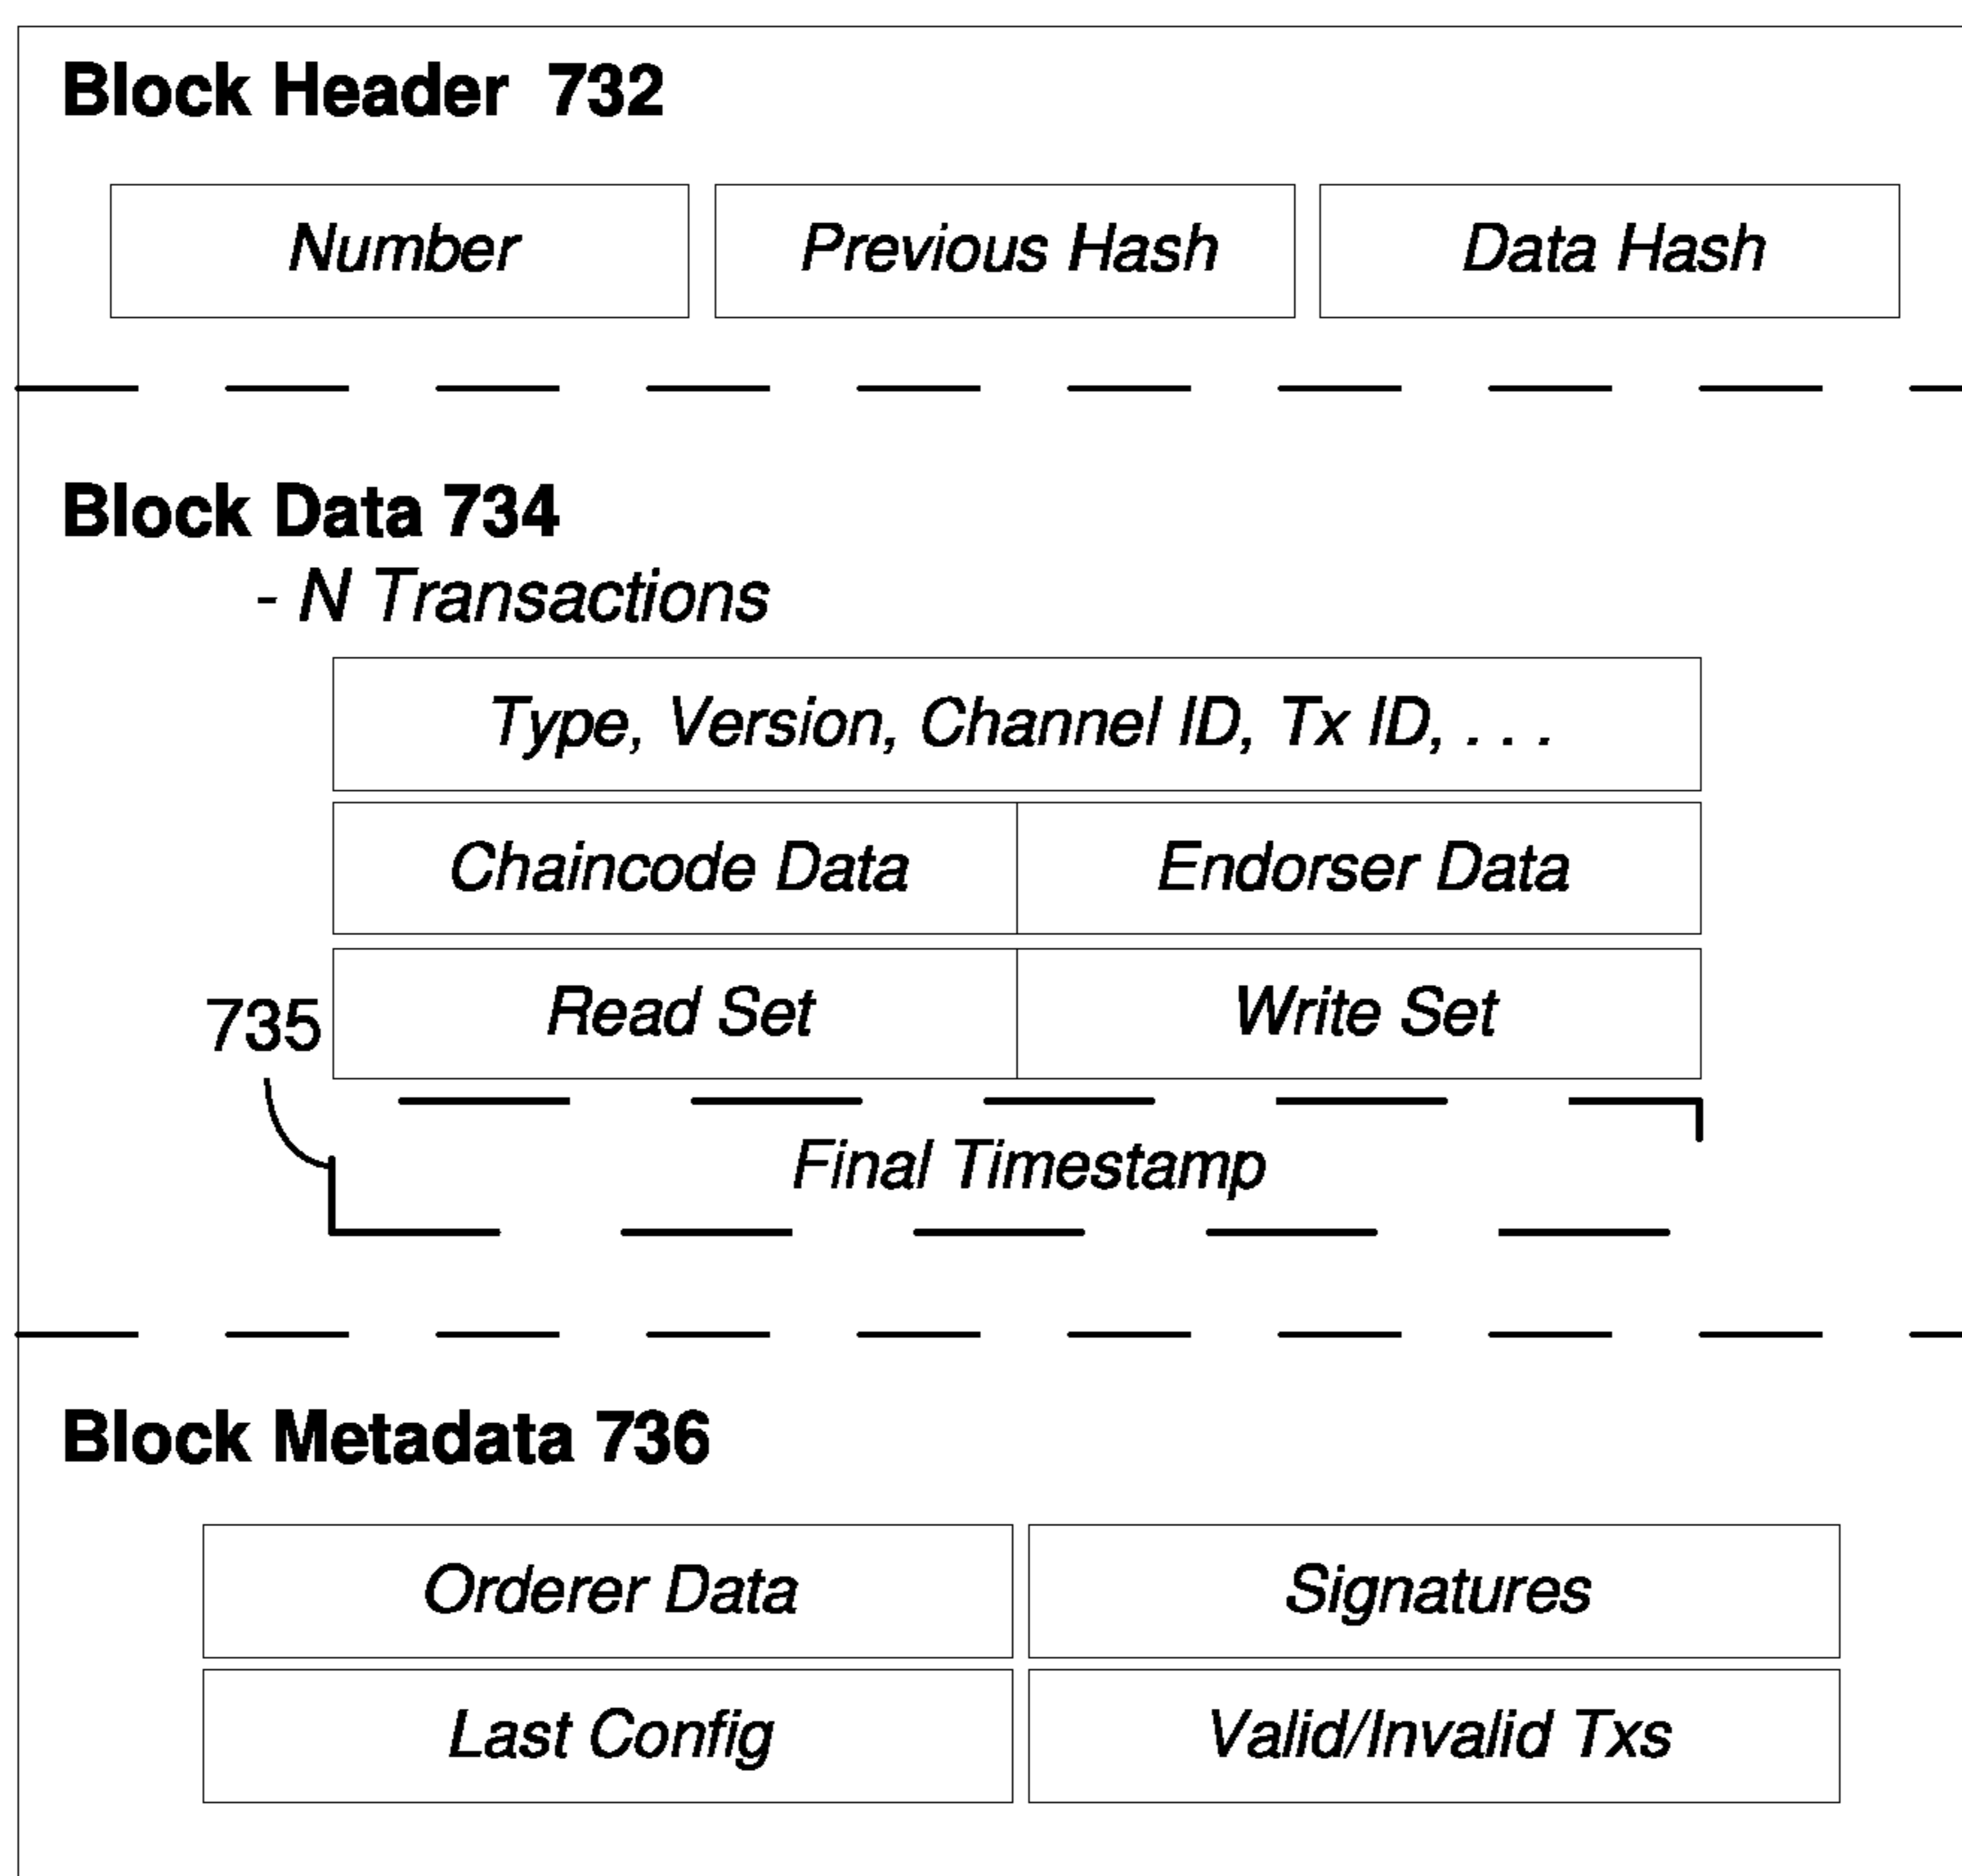 Block Header 732
Number Previous Hash Data Hash
Block Data 734
- N Transactions
Type, Version, Channel ID, Tx ID, . . .
Chaincode Data Endorser Data
735 Read Set Write Set
Final Timestamp
Block Metadata 736
Orderer Data Signatures
Last Config Valid/Invalid Txs